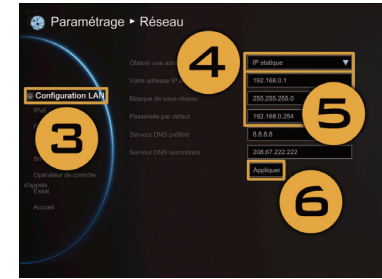 Paramétrage ▸ Réseau
Obtenir une adr
IP statique
Votre adresse IP
192.168.0.1
Configuration LAN
Masque de sous-réseau
255.255.255.0
IPv6
Passerelle par défaut
192.168.0.254
Serveur DNS préféré
8.8.8.8
Serveur DNS secondaire
208.67.222.222
Appliquer
Opérateur de contrôle
d'appels
Essai
Accueil
3
4
5
6